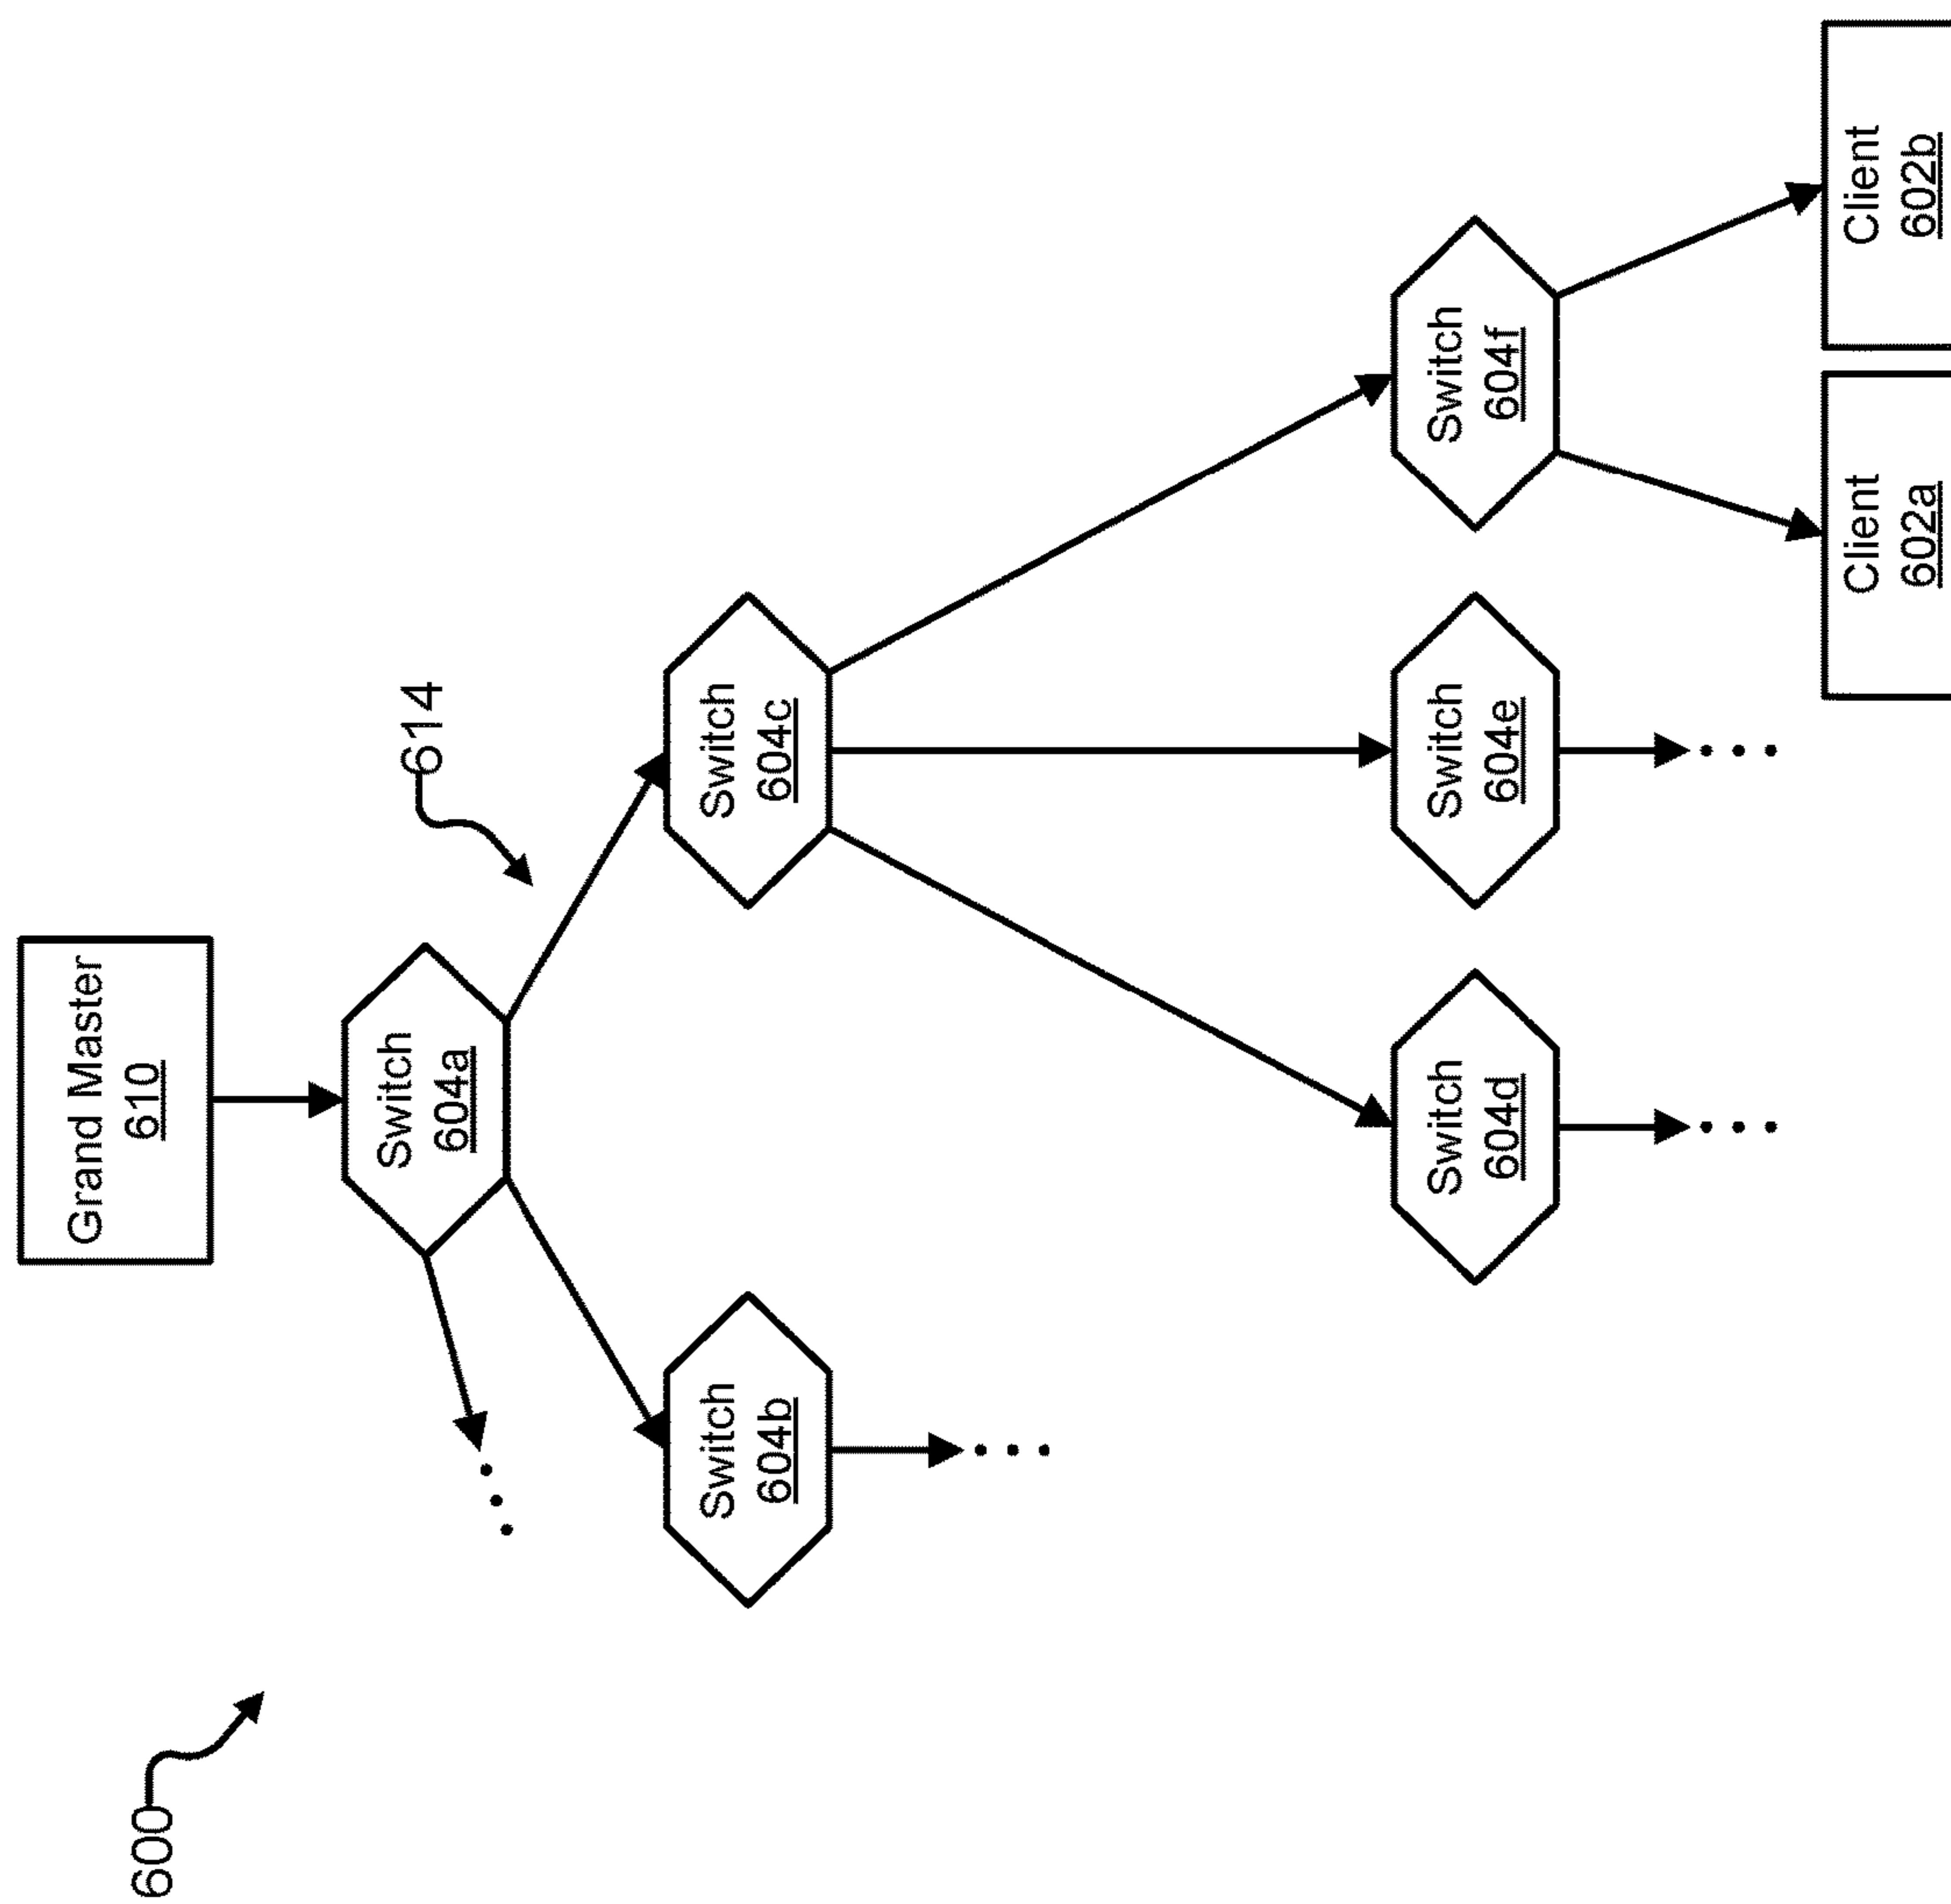 600
Grand Master
610
Switch
604a
614
Switch
604b
Switch
604c
Switch
604d
Switch
604e
Switch
604f
Client
602a
Client
602b